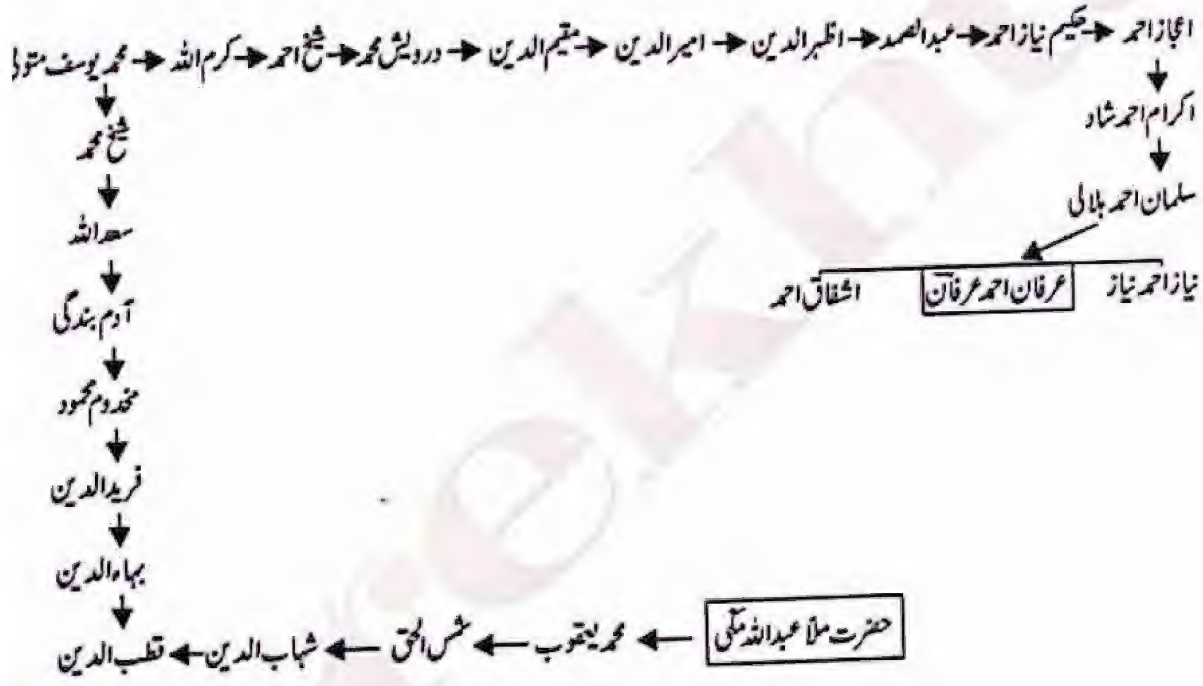 اعجاز احمد → حکیم نیاز احمد → عبدالصمد → اظہر الدین → امیر الدین → مقیم الدین → درویش محمد → شیخ احمد → کرم اللہ → محمد یوسف متولی
اکرام احمد شاد
شیخ محمد
سلمان احمد ہلالی
سعد اللہ
نیاز احمد نیاز عرفان احمد عرفانؔ اشفاق احمد
آدم بندگی
مخدوم محمود
فرید الدین
بہاء الدین
حضرت ملّا عبداللہ مکّی ← محمد یعقوب ← شمس الحق ← شہاب الدین ← قطب الدین